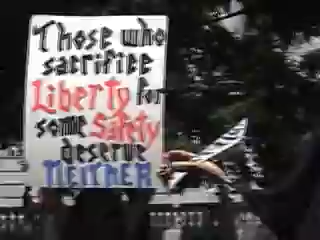 Those who
sacrifice
Liberty for
some Safety
deserve
NEITHER